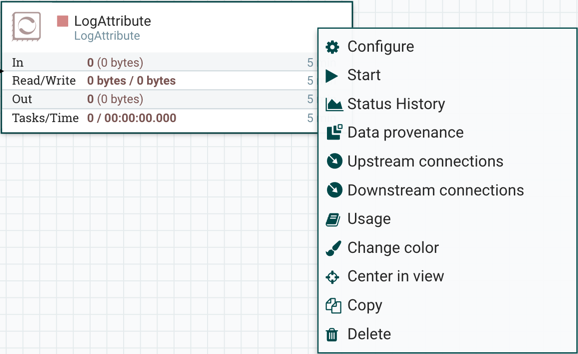 LogAttribute
LogAttribute
In 0 (0 bytes) 5
Read/Write 0 bytes / 0 bytes 5
Out 0 (0 bytes) 5
Tasks/Time 0 / 00:00:00.000 5
Configure
Start
Status History
Data provenance
Upstream connections
Downstream connections
Usage
Change color
Center in view
Copy
Delete